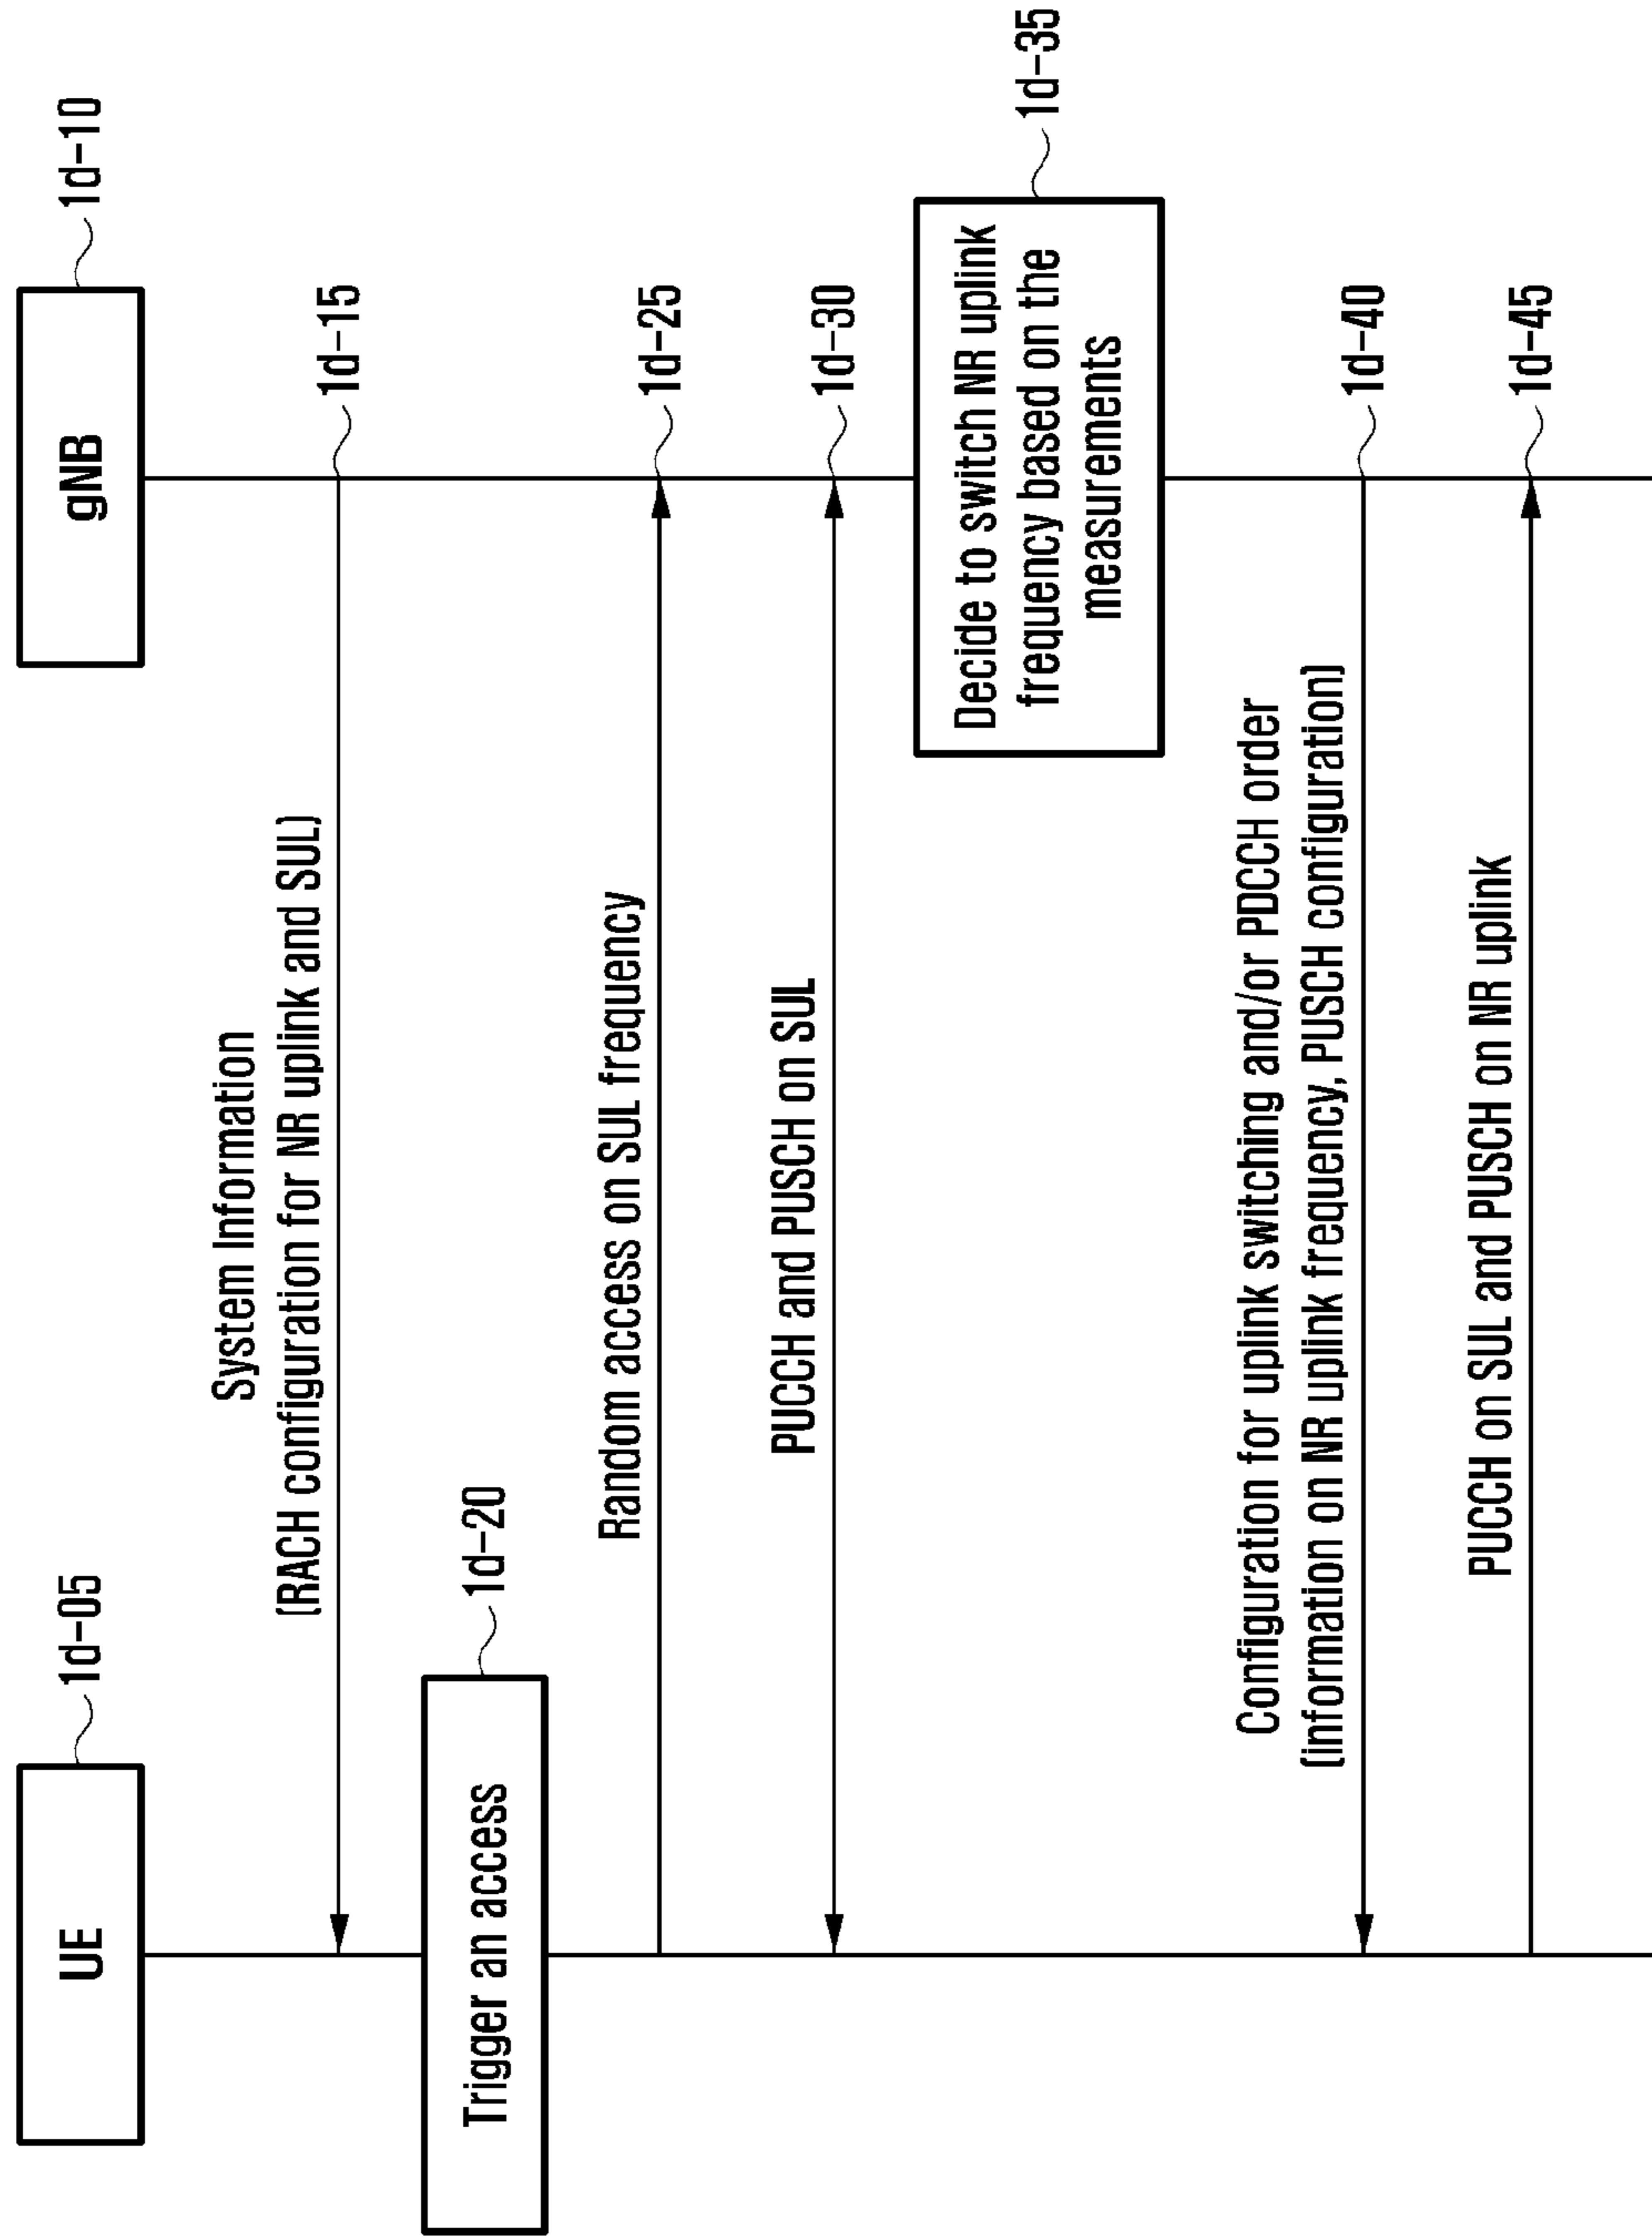 UE
1d-05
gNB
1d-10
System Information
(RACH configuration for NR uplink and SUL)
1d-15
Trigger an access
1d-20
Random access on SUL frequency
1d-25
PUCCH and PUSCH on SUL
1d-30
Decide to switch NR uplink
frequency based on the
measurements
1d-35
Configuration for uplink switching and/or PDCCH order
(information on NR uplink frequency, PUSCH configuration)
1d-40
PUCCH on SUL and PUSCH on NR uplink
1d-45